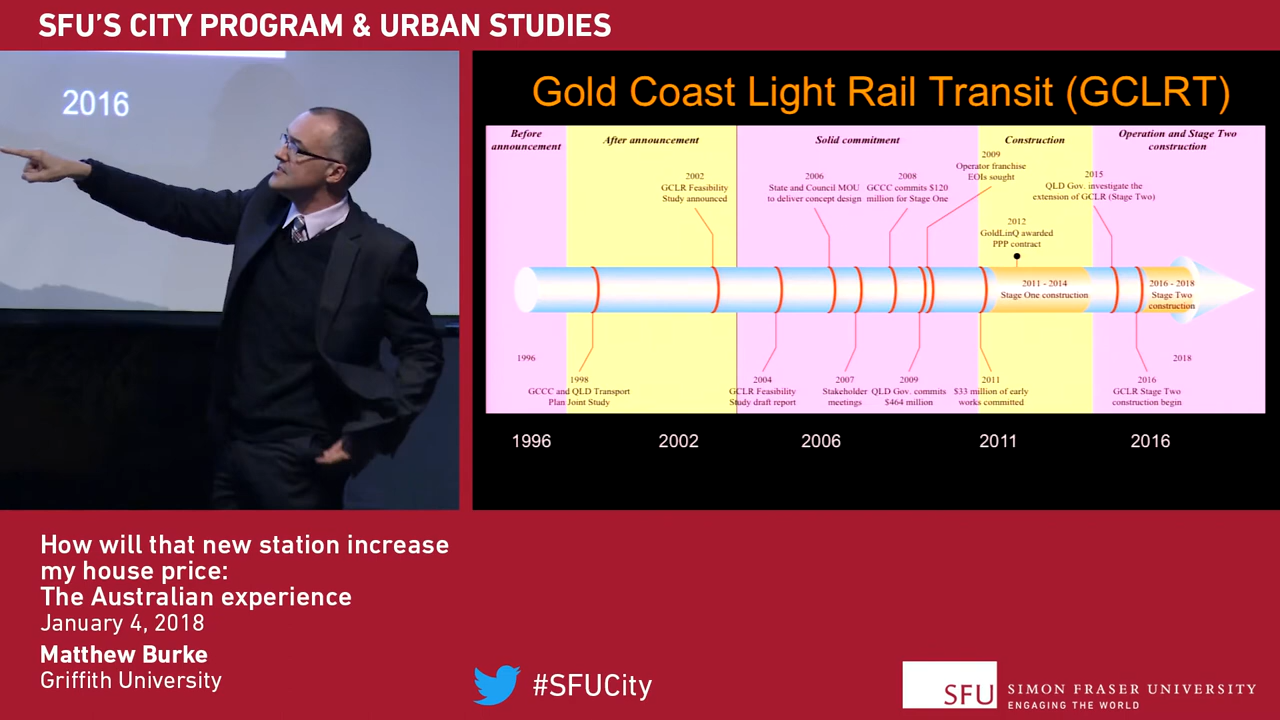 SFU'S CITY PROGRAM & URBAN STUDIES
2016
Gold Coast Light Rail Transit (GCLRT)
Before
announcement
After announcement
Solid commitment
Construction
Operation and Stage Two
construction
2002
GCLR Feasibility
Study announced
2006
State and Council MOU
to deliver concept design
2008
GCCC commits $120
million for Stage One
2009
Operator franchise
EOIs sought
2012
GoldLinQ awarded
PPP contract
2015
QLD Gov. investigate the
extension of GCLR (Stage Two)
2011 - 2014
Stage One construction
2016 - 2018
Stage Two
construction
1996
1998
GCCC and QLD Transport
Plan Joint Study
2004
GCLR Feasibility
Study draft report
2007
Stakeholder
meetings
2009
QLD Gov. commits
$464 million
2011
$33 million of early
works committed
2016
GCLR Stage Two
construction begin
2018
1996
2002
2006
2011
2016
How will that new station increase
my house price:
The Australian experience
January 4, 2018
Matthew Burke
Griffith University
#SFUCity
SFU
SIMON FRASER UNIVERSITY
ENGAGING THE WORLD